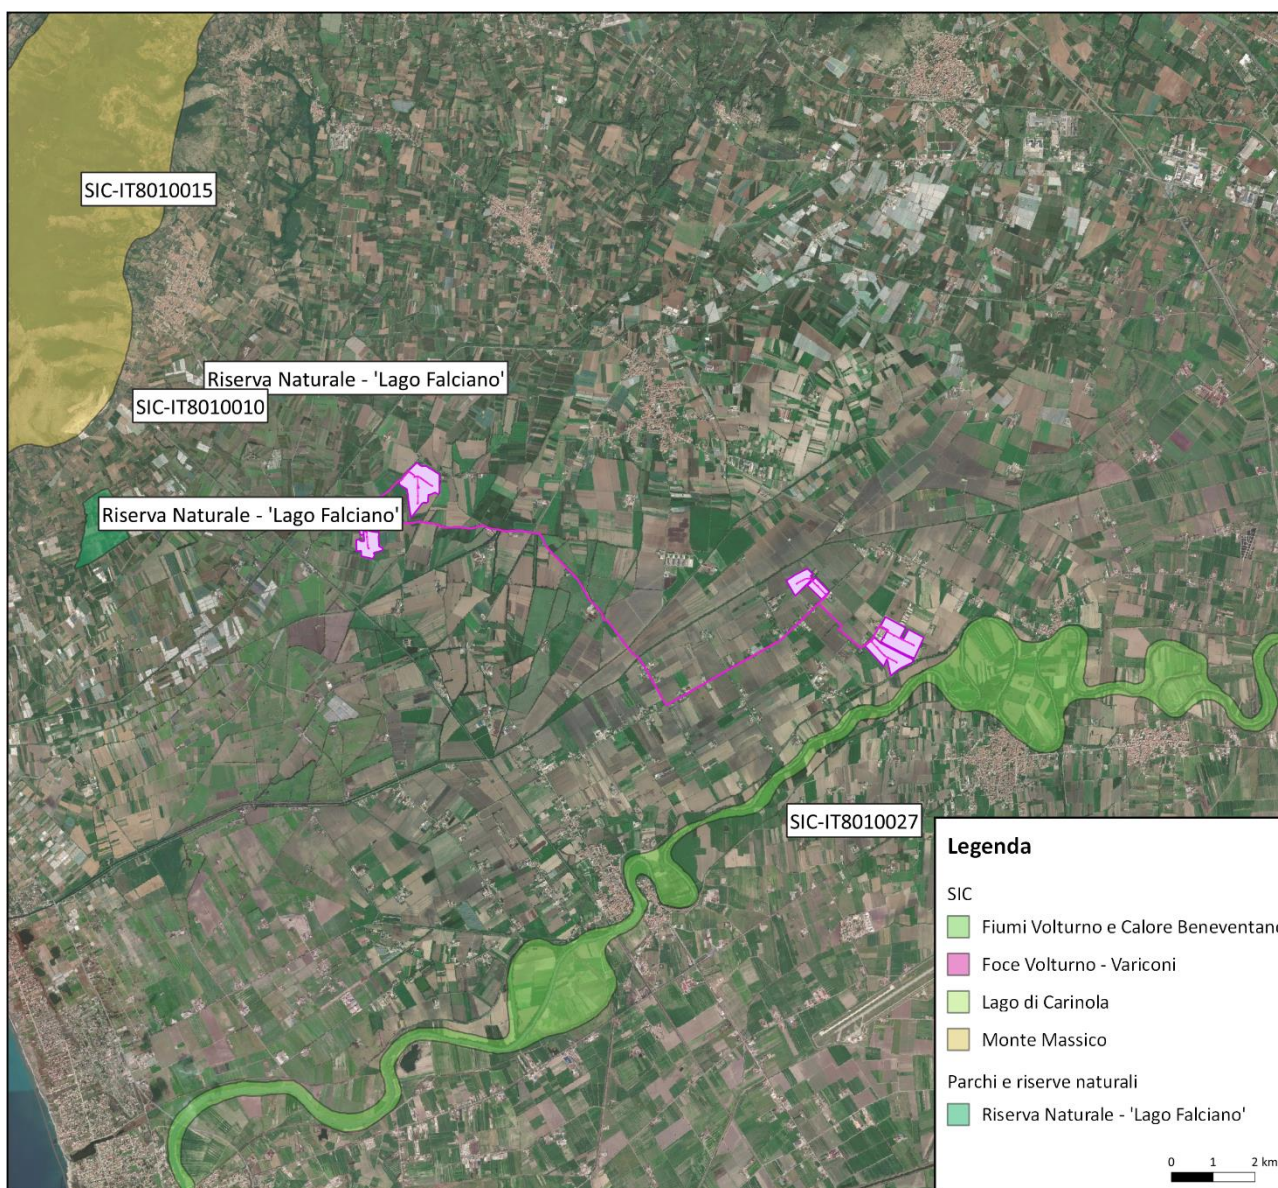 SIC-IT8010015
Riserva Naturale - 'Lago Falciano'
SIC-IT8010010
Riserva Naturale - 'Lago Falciano'
SIC-IT8010027
Legenda
SIC
Fiumi Volturno e Calore Beneventano
Foce Volturno - Variconi
Lago di Carinola
Monte Massico
Parchi e riserve naturali
Riserva Naturale - 'Lago Falciano'
0 1 2 km